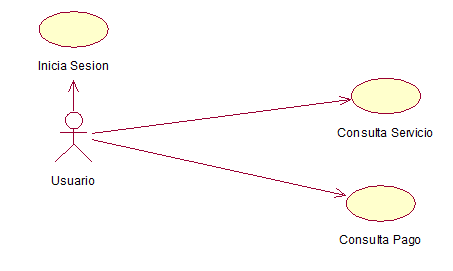 Inicia Sesion
Consulta Servicio
Usuario
Consulta Pago